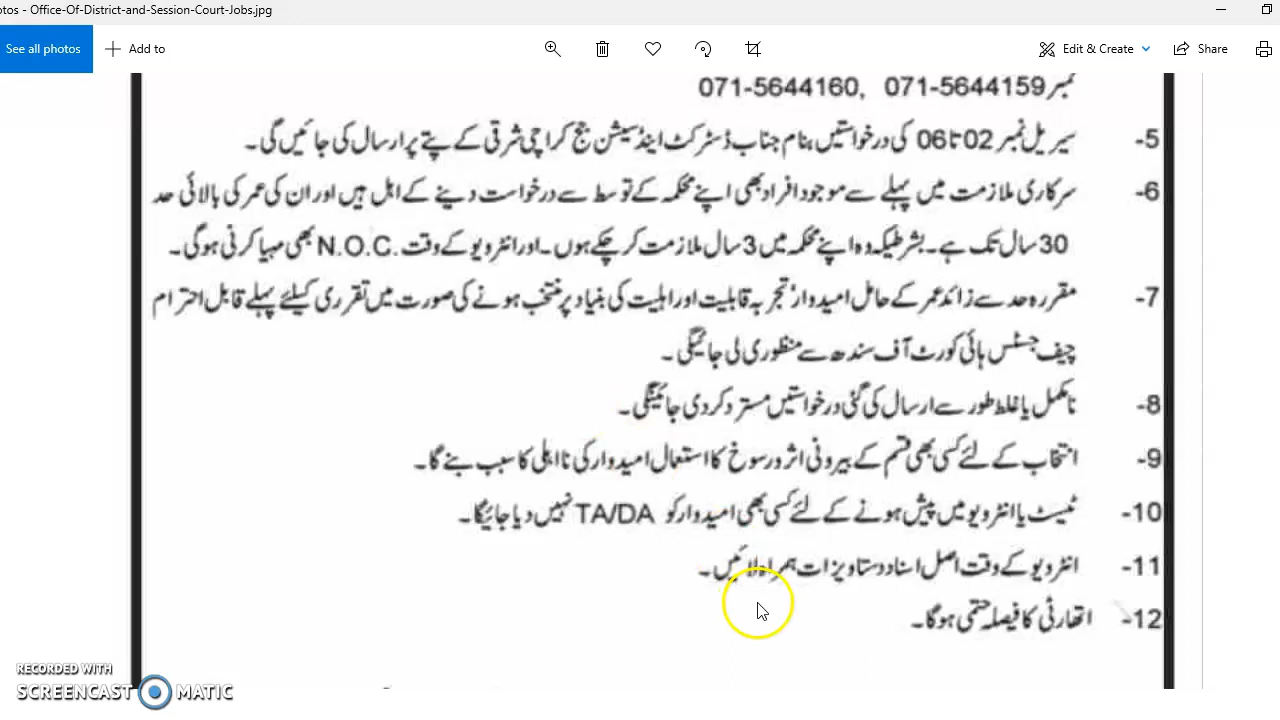 otos - Office-Of-District-and-Session-Court-Jobs.jpg
See all photos
Add to
Edit & Create
Share
نمبر 071-5644159 ,071-5644160
5- سیریل نمبر 02 تا 06 کی درخواستیں بنام جناب ڈسٹرکٹ اینڈ سیشن جج کراچی شرقی کے پتے پر ارسال کی جائیں گی۔
6- سرکاری ملازمت میں پہلے سے موجود افراد بھی اپنے محکمہ کے توسط سے درخواست دینے کے اہل ہیں اور ان کی عمر کی بالائی حد
30 سال تک ہے۔ بشرطیکہ وہ اپنے محکمہ میں 3 سال ملازمت کر چکے ہوں۔ اور انٹرویو کے وقت N.O.C. بھی مہیا کرنی ہوگی۔
7- مقررہ حد سے زائد عمر کے حامل امیدوار تجربہ قابلیت اور اہلیت کی بنیاد پر منتخب ہونے کی صورت میں تقرری کیلئے پہلے قابل احترام
چیف جسٹس ہائی کورٹ آف سندھ سے منظوری لی جائیگی۔
8- نامکمل یا غلط طور سے ارسال کی گئی درخواستیں مسترد کردی جائینگی۔
9- انتخاب کے لئے کسی بھی قسم کے بیرونی اثر و رسوخ کا استعمال امیدوار کی نااہلی کا سبب بنے گا۔
10- ٹیسٹ یا انٹرویو میں پیش ہونے کے لئے کسی بھی امیدوار کو TA/DA نہیں دیا جائیگا۔
11- انٹرویو کے وقت اصل اسناد دستاویزات ہمراہ لائیں۔
12- اتھارٹی کا فیصلہ حتمی ہوگا۔
RECORDED WITH
SCREENCAST MATIC